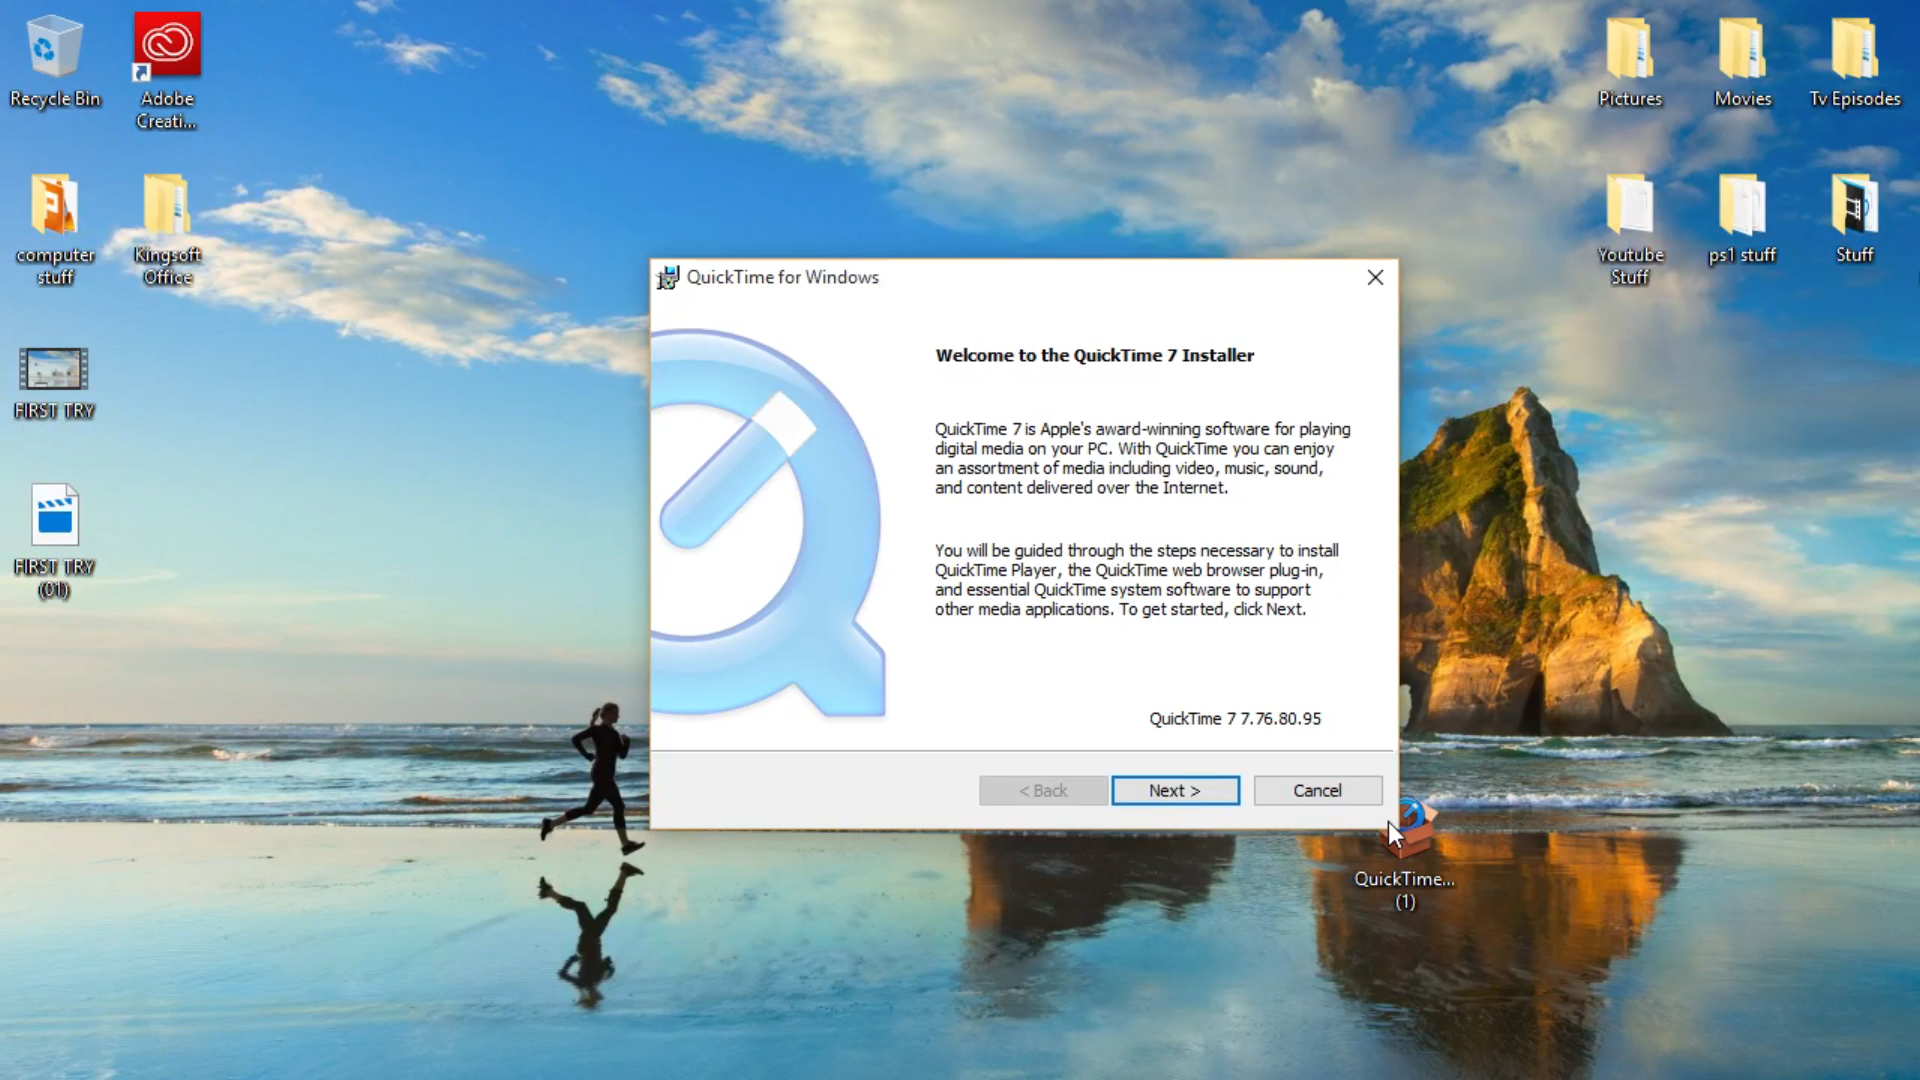 Recycle Bin
Adobe
Creati...
computer
stuff
Kingsoft
Office
FIRST TRY
FIRST TRY
(01)
Pictures
Movies
Tv Episodes
Youtube
Stuff
ps1 stuff
Stuff
QuickTime for Windows
Welcome to the QuickTime 7 Installer
QuickTime 7 is Apple's award-winning software for playing
digital media on your PC. With QuickTime you can enjoy
an assortment of media including video, music, sound,
and content delivered over the Internet.
You will be guided through the steps necessary to install
QuickTime Player, the QuickTime web browser plug-in,
and essential QuickTime system software to support
other media applications. To get started, click Next.
QuickTime 7 7.76.80.95
< Back
Next >
Cancel
QuickTime...
(1)